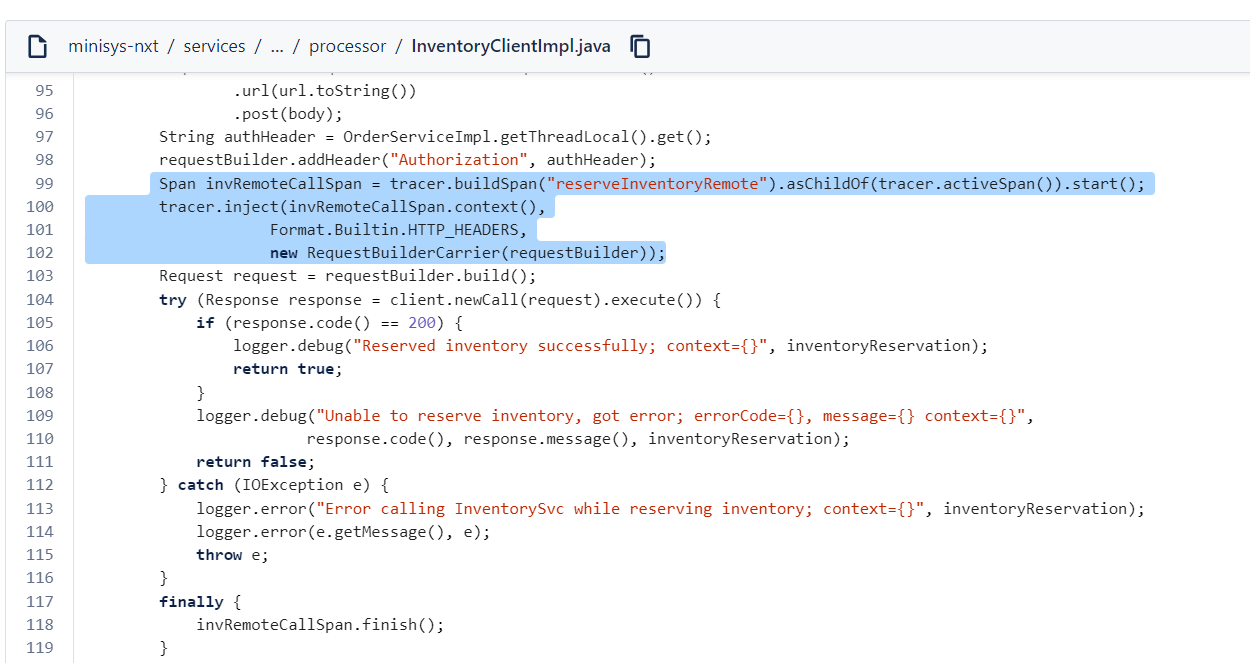 minisys-nxt / services / ... / processor / InventoryClientImpl.java
95 .url(url.toString())
96 .post(body);
97 String authHeader = OrderServiceImpl.getThreadLocal().get();
98 requestBuilder.addHeader("Authorization", authHeader);
99 Span invRemoteCallSpan = tracer.buildSpan("reserveInventoryRemote").asChildOf(tracer.activeSpan()).start();
100 tracer.inject(invRemoteCallSpan.context(),
101 Format.Builtin.HTTP_HEADERS,
102 new RequestBuilderCarrier(requestBuilder));
103 Request request = requestBuilder.build();
104 try (Response response = client.newCall(request).execute()) {
105 if (response.code() == 200) {
106 logger.debug("Reserved inventory successfully; context={}", inventoryReservation);
107 return true;
108 }
109 logger.debug("Unable to reserve inventory, got error; errorCode={}, message={} context={}",
110 response.code(), response.message(), inventoryReservation);
111 return false;
112 } catch (IOException e) {
113 logger.error("Error calling InventorySvc while reserving inventory; context={}", inventoryReservation);
114 logger.error(e.getMessage(), e);
115 throw e;
116 }
117 finally {
118 invRemoteCallSpan.finish();
119 }